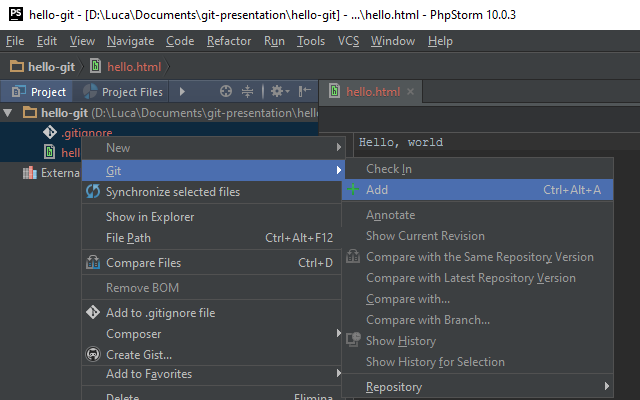 PS hello-git - [D:\Luca\Documents\git-presentation\hello-git] - ...\hello.html - PhpStorm 10.0.3
File Edit View Navigate Code Refactor Run Tools VCS Window Help
hello-git hello.html
Project Project Files
hello.html
hello-git (D:\Luca\Documents\git-presentation\hello
.gitignore
hell
Externa
Hello, world
New
Git
Synchronize selected files
Show in Explorer
File Path Ctrl+Alt+F12
Compare Files Ctrl+D
Remove BOM
Add to .gitignore file
Composer
Create Gist...
Add to Favorites
Delete Elimina
Check In
Add Ctrl+Alt+A
Annotate
Show Current Revision
Compare with the Same Repository Version
Compare with Latest Repository Version
Compare with...
Compare with Branch...
Show History
Show History for Selection
Repository